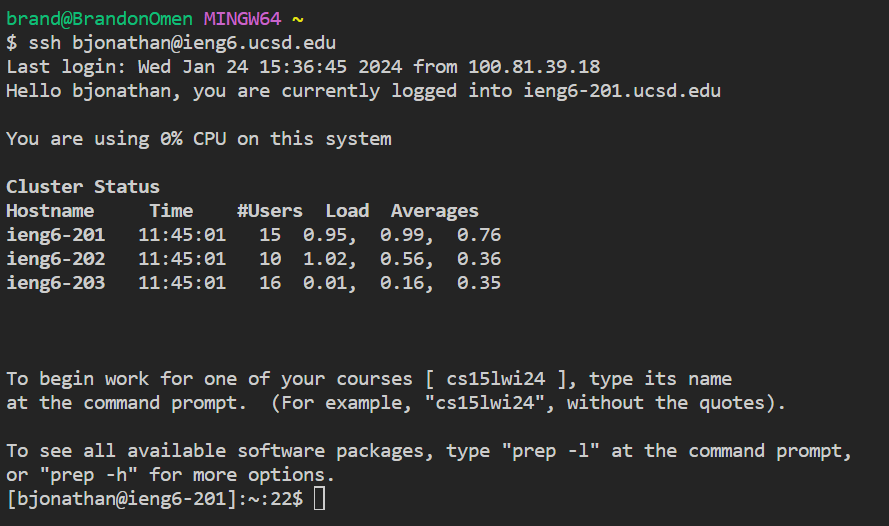 brand@BrandonOmen MINGW64 ~
$ ssh bjonathan@ieng6.ucsd.edu
Last login: Wed Jan 24 15:36:45 2024 from 100.81.39.18
Hello bjonathan, you are currently logged into ieng6-201.ucsd.edu
You are using 0% CPU on this system
Cluster Status
Hostname     Time    #Users  Load  Averages
ieng6-201   11:45:01   15  0.95,  0.99,  0.76
ieng6-202   11:45:01   10  1.02,  0.56,  0.36
ieng6-203   11:45:01   16  0.01,  0.16,  0.35
To begin work for one of your courses [ cs15lwi24 ], type its name
at the command prompt.  (For example, "cs15lwi24", without the quotes).
To see all available software packages, type "prep -l" at the command prompt,
or "prep -h" for more options.
[bjonathan@ieng6-201]:~:22$